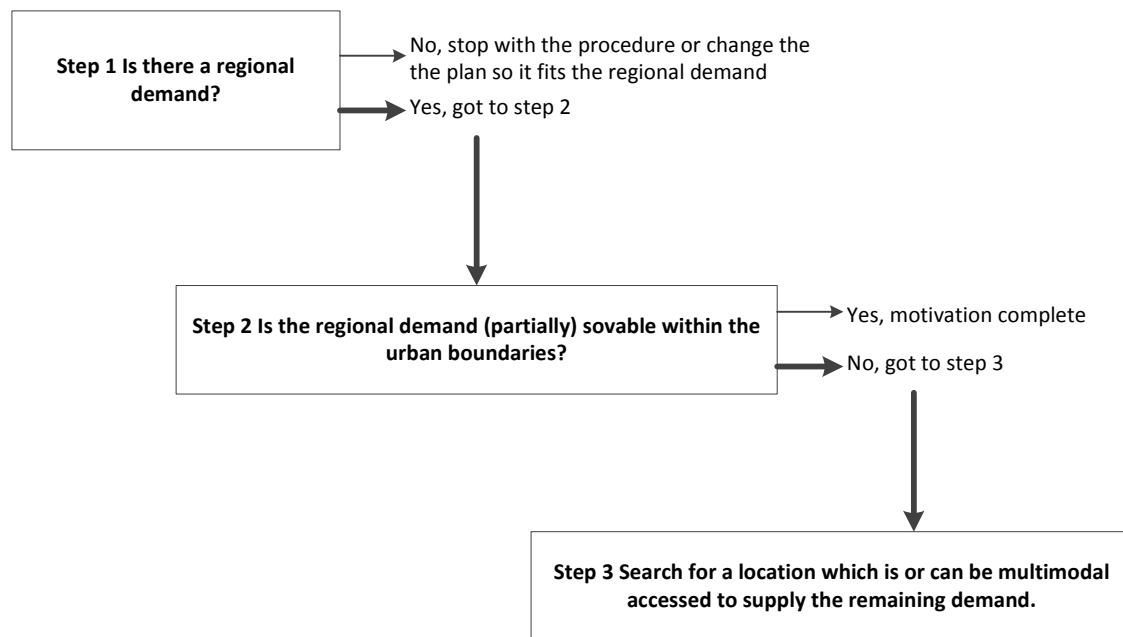 Step 1 Is there a regional
demand?
No, stop with the procedure or change the
the plan so it fits the regional demand
Yes, got to step 2
Step 2 Is the regional demand (partially) sovable within the
urban boundaries?
Yes, motivation complete
No, got to step 3
Step 3 Search for a location which is or can be multimodal
accessed to supply the remaining demand.